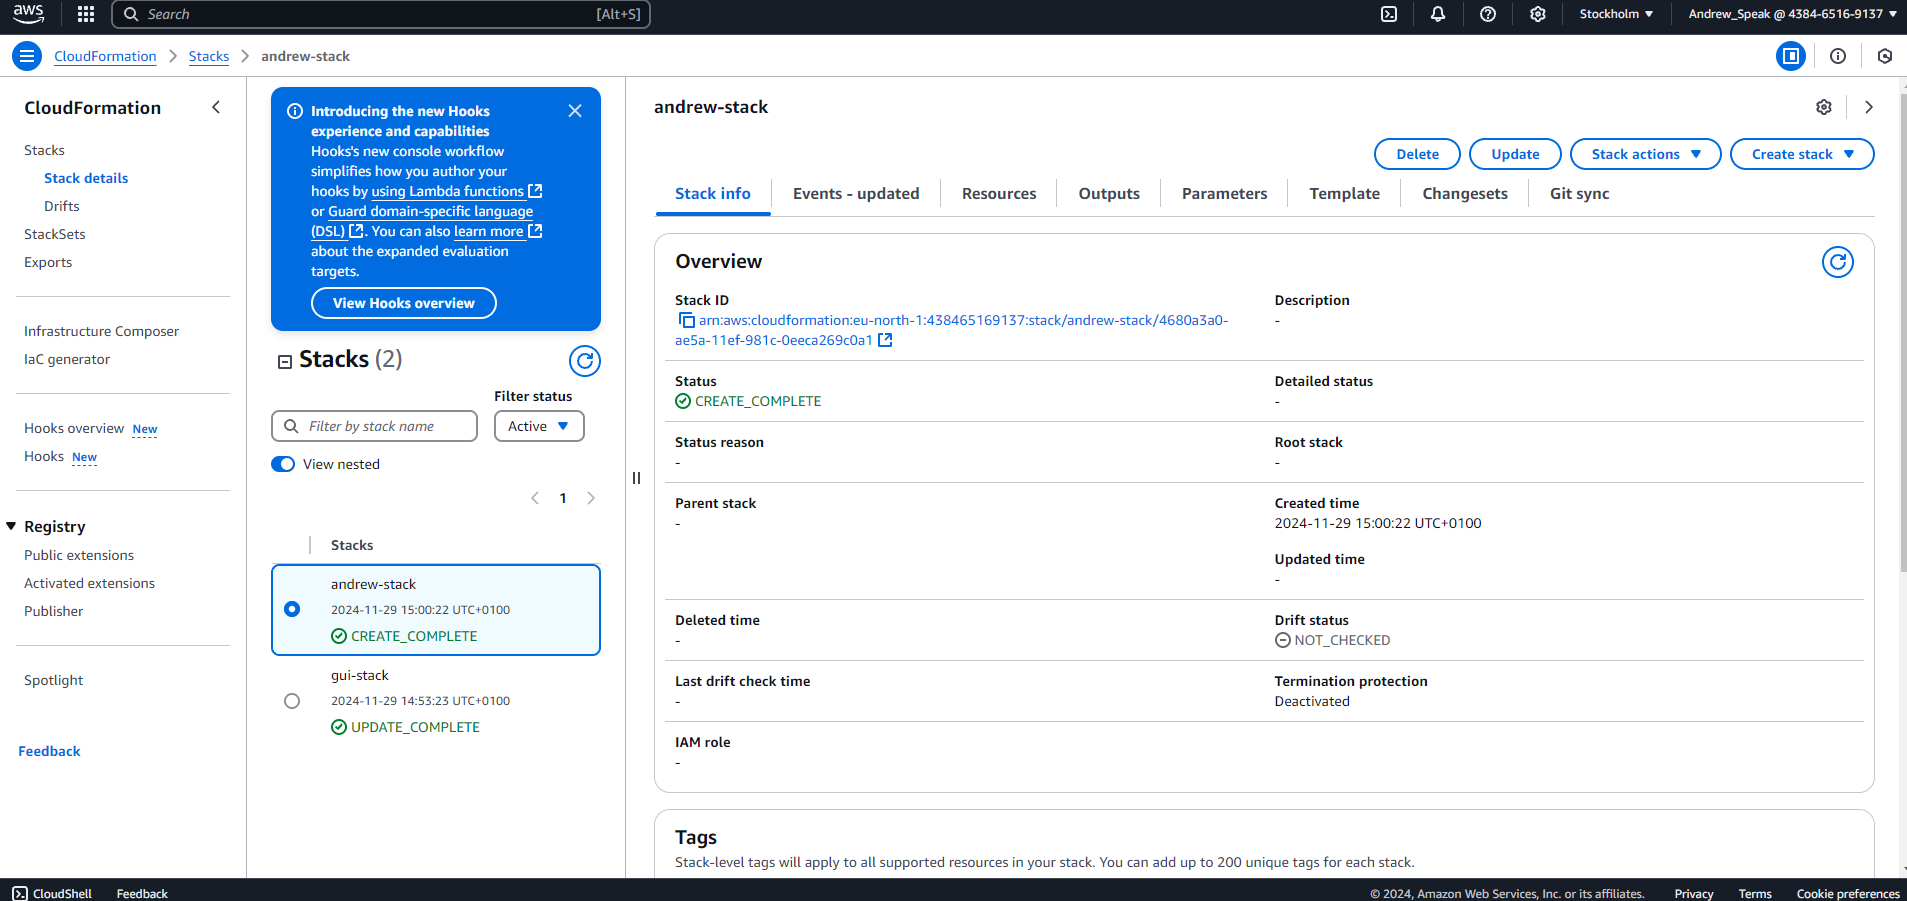 aws
Search
[Alt+S]
Stockholm
Andrew_Speak @ 4384-6516-9137
CloudFormation
Stacks
andrew-stack
CloudFormation
Stacks
Stack details
Drifts
StackSets
Exports
Infrastructure Composer
IaC generator
Hooks overview New
Hooks New
Registry
Public extensions
Activated extensions
Publisher
Spotlight
Feedback
Introducing the new Hooks
experience and capabilities
Hooks's new console workflow
simplifies how you author your
hooks by using Lambda functions
or Guard domain-specific language
(DSL). You can also learn more
about the expanded evaluation
targets.
View Hooks overview
Stacks (2)
Filter status
Filter by stack name
Active
View nested
1
Stacks
andrew-stack
2024-11-29 15:00:22 UTC+0100
CREATE_COMPLETE
gui-stack
2024-11-29 14:53:23 UTC+0100
UPDATE_COMPLETE
andrew-stack
Delete
Update
Stack actions
Create stack
Stack info
Events - updated
Resources
Outputs
Parameters
Template
Changesets
Git sync
Overview
Stack ID
arn:aws:cloudformation:eu-north-1:438465169137:stack/andrew-stack/4680a3a0-
ae5a-11ef-981c-0eeca269c0a1
Description
-
Status
CREATE_COMPLETE
Detailed status
-
Status reason
-
Root stack
-
Parent stack
-
Created time
2024-11-29 15:00:22 UTC+0100
Updated time
-
Deleted time
-
Drift status
NOT_CHECKED
Last drift check time
-
Termination protection
Deactivated
IAM role
-
Tags
Stack-level tags will apply to all supported resources in your stack. You can add up to 200 unique tags for each stack.
CloudShell
Feedback
© 2024, Amazon Web Services, Inc. or its affiliates.
Privacy
Terms
Cookie preferences